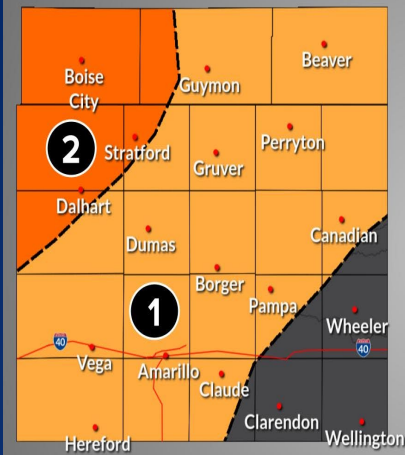 Beaver
Boise
City
Guymon
2
Stratford
Perryton
Gruver
Dalhart
Canadian
Dumas
Borger
1
Pampa
Wheeler
40
40
Vega
Amarillo
Claude
Clarendon
Hereford
Wellington